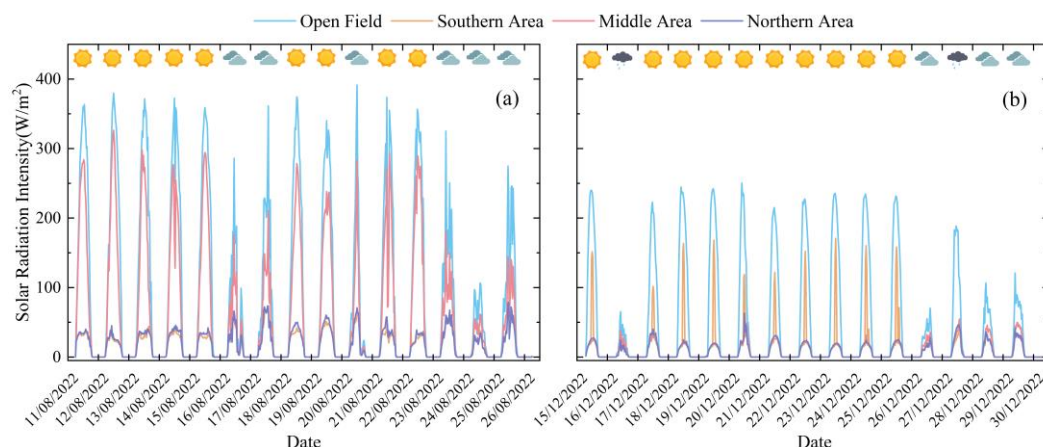 Open Field Southern Area Middle Area Northern Area
Solar Radiation Intensity(W/m²)
400
300
200
100
0
(a)
11/08/2022 12/08/2022 13/08/2022 14/08/2022 15/08/2022 16/08/2022 17/08/2022 18/08/2022 19/08/2022 20/08/2022 21/08/2022 22/08/2022 23/08/2022 24/08/2022 25/08/2022 26/08/2022
Date
(b)
15/12/2022 16/12/2022 17/12/2022 18/12/2022 19/12/2022 20/12/2022 21/12/2022 22/12/2022 23/12/2022 24/12/2022 25/12/2022 26/12/2022 27/12/2022 28/12/2022 29/12/2022 30/12/2022
Date